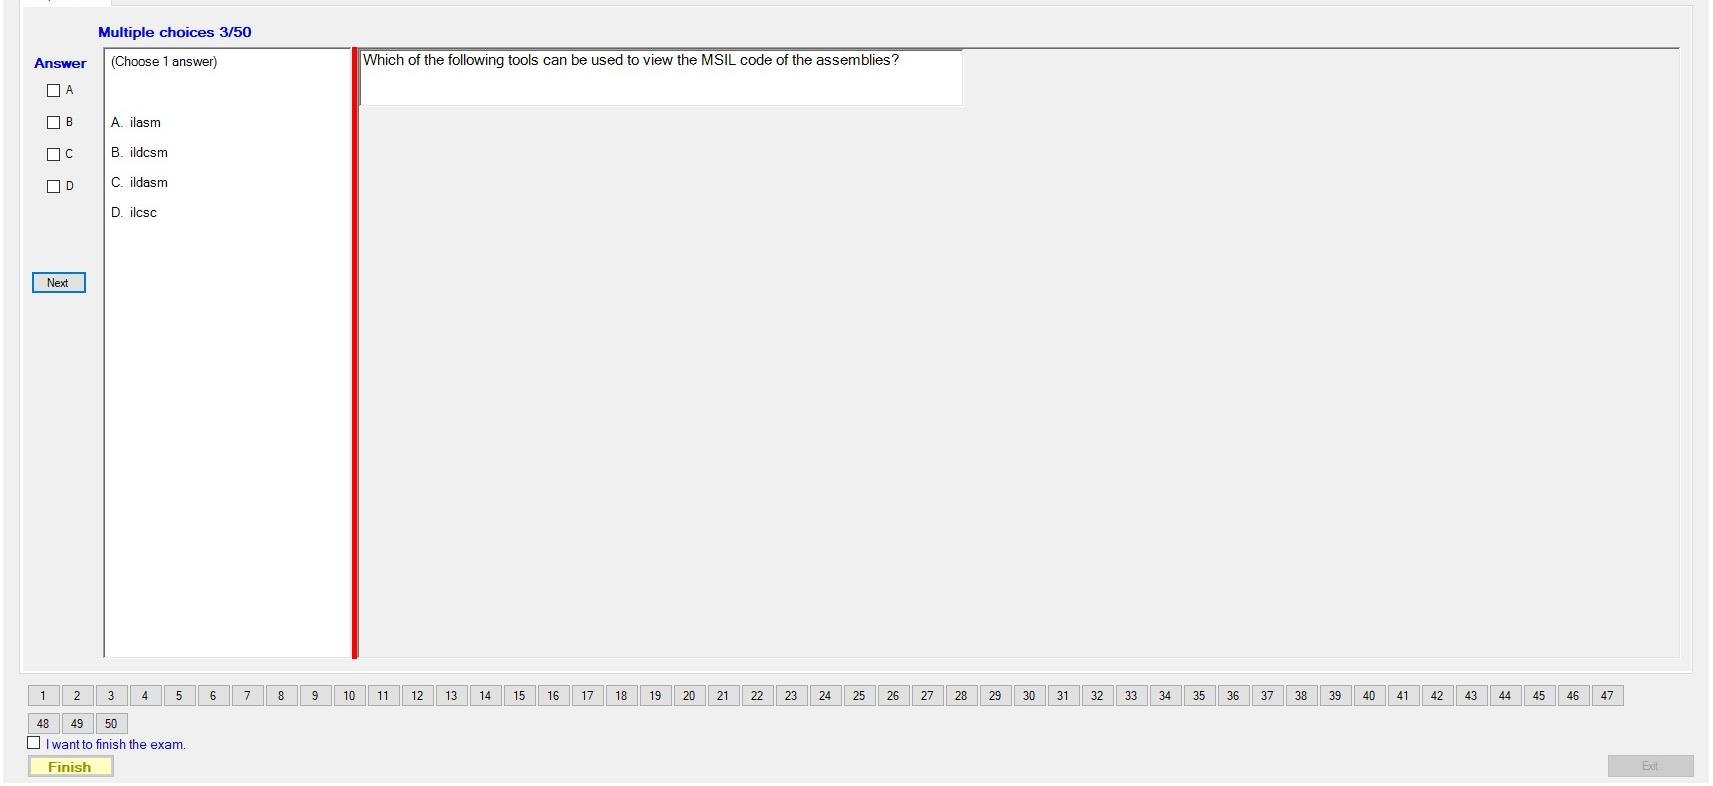 Multiple choices 3/50
Answer
(Choose 1 answer)
Which of the following tools can be used to view the MSIL code of the assemblies?
A
B
C
D
A. ilasm
B. ildcsm
C. ildasm
D. ilcsc
Next
1 2 3 4 5 6 7 8 9 10 11 12 13 14 15 16 17 18 19 20 21 22 23 24 25 26 27 28 29 30 31 32 33 34 35 36 37 38 39 40 41 42 43 44 45 46 47
48 49 50
I want to finish the exam.
Finish
Exit